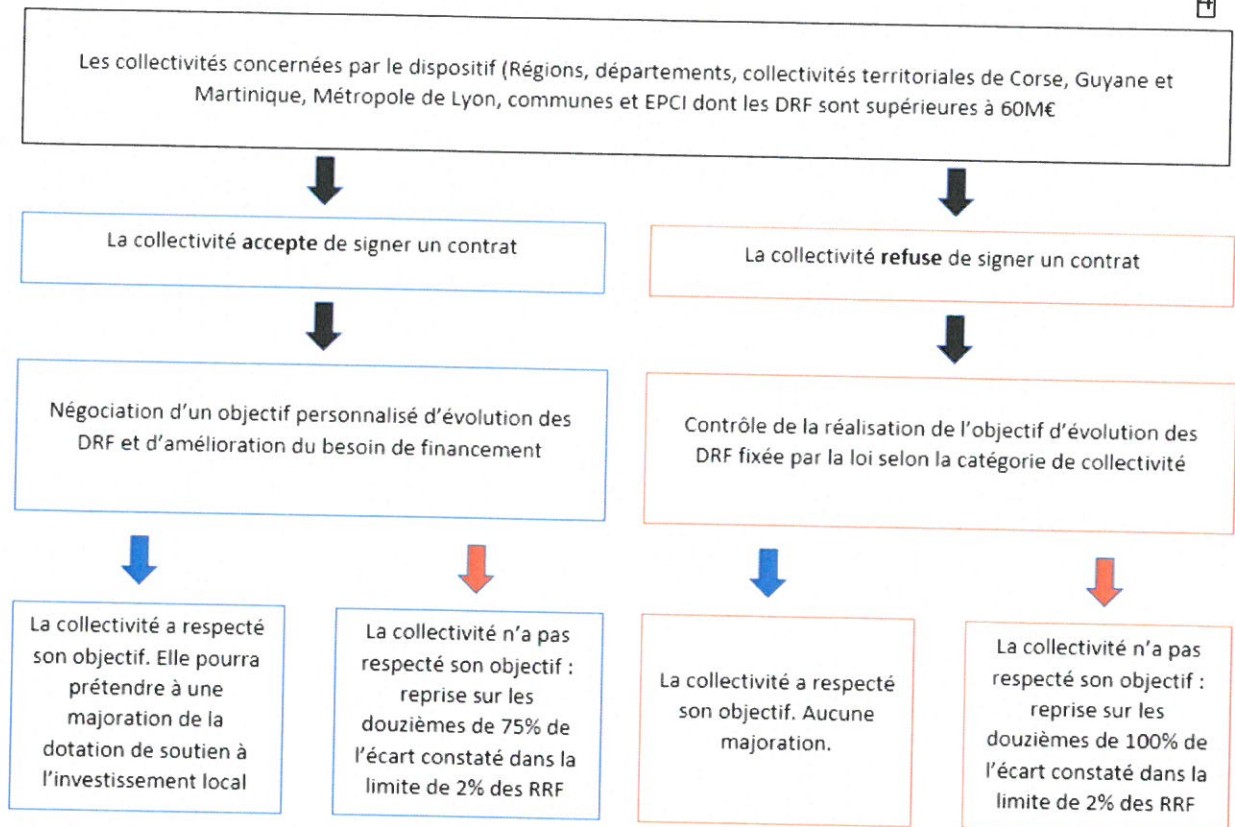 4
Les collectivités concernées par le dispositif (Régions, départements, collectivités territoriales de Corse, Guyane et
Martinique, Métropole de Lyon, communes et EPCI dont les DRF sont supérieures à 60M€
La collectivité accepte de signer un contrat
La collectivité refuse de signer un contrat
Négociation d'un objectif personnalisé d'évolution des
DRF et d'amélioration du besoin de financement
Contrôle de la réalisation de l'objectif d'évolution des
DRF fixée par la loi selon la catégorie de collectivité
La collectivité a respecté
son objectif. Elle pourra
prétendre à une
majoration de la
dotation de soutien à
l'investissement local
La collectivité n'a pas
respecté son objectif :
reprise sur les
douzièmes de 75% de
l'écart constaté dans la
limite de 2% des RRF
La collectivité a respecté
son objectif. Aucune
majoration.
La collectivité n'a pas
respecté son objectif :
reprise sur les
douzièmes de 100% de
l'écart constaté dans la
limite de 2% des RRF